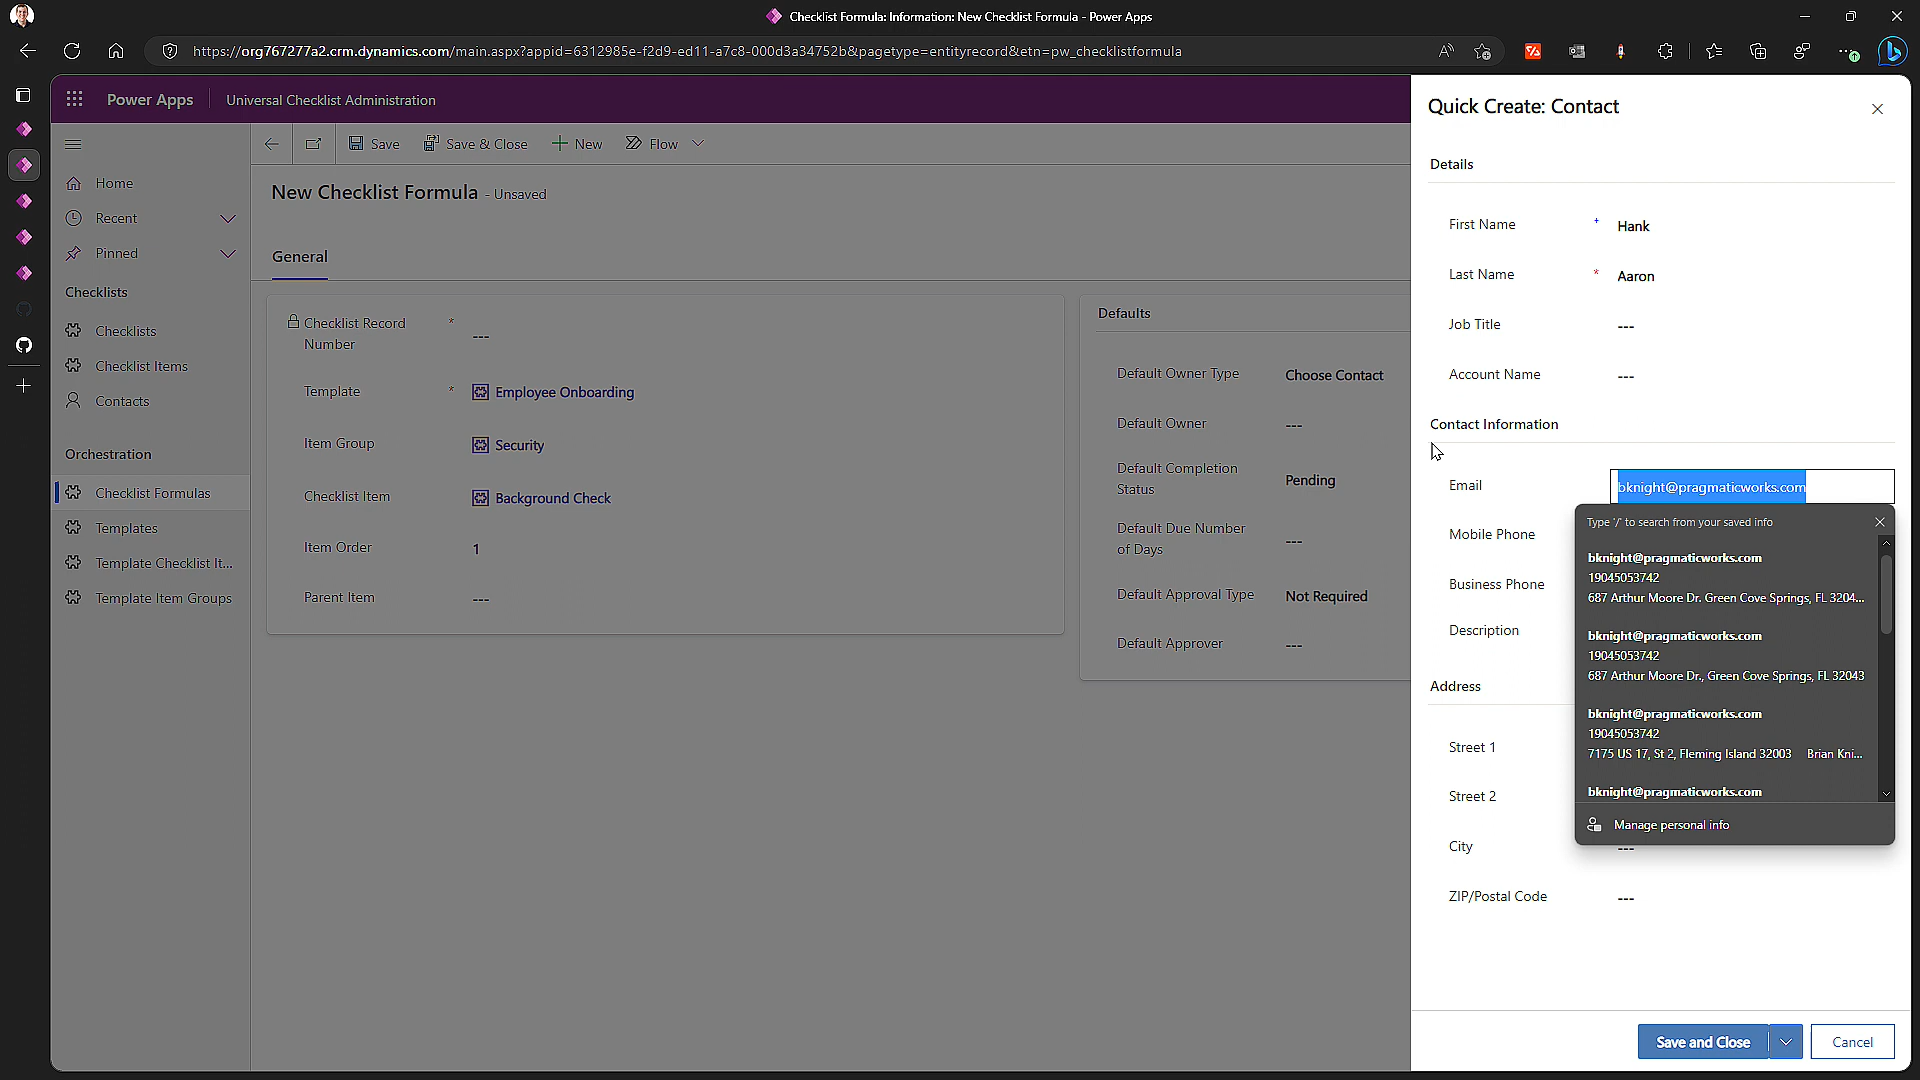 Checklist Formula: Information: New Checklist Formula - Power Apps
https://org767277a2.crm.dynamics.com/main.aspx?appid=6312985e-f2d9-ed11-a7c8-000d3a34752b&pagetype=entityrecord&etn=pw_checklistformula
Power Apps
Universal Checklist Administration
Save
Save & Close
New
Flow
Home
Recent
Pinned
Checklists
Checklists
Checklist Items
Contacts
Orchestration
Checklist Formulas
Templates
Template Checklist It...
Template Item Groups
New Checklist Formula - Unsaved
General
Checklist Record
Number
*
---
Template
*
Employee Onboarding
Item Group
Security
Checklist Item
Background Check
Item Order
1
Parent Item
---
Defaults
Default Owner Type
Choose Contact
Default Owner
---
Default Completion
Status
Pending
Default Due Number
of Days
---
Default Approval Type
Not Required
Default Approver
---
Quick Create: Contact
Details
First Name
+
Hank
Last Name
*
Aaron
Job Title
---
Account Name
---
Contact Information
Email
bknight@pragmaticworks.com
Mobile Phone
Business Phone
Description
Type '/' to search from your saved info
bknight@pragmaticworks.com
19045053742
687 Arthur Moore Dr. Green Cove Springs, FL 3204...
bknight@pragmaticworks.com
19045053742
687 Arthur Moore Dr., Green Cove Springs, FL 32043
bknight@pragmaticworks.com
19045053742
7175 US 17, St 2, Fleming Island 32003 Brian Kni...
bknight@pragmaticworks.com
Manage personal info
Address
Street 1
Street 2
City
---
ZIP/Postal Code
---
Save and Close
Cancel